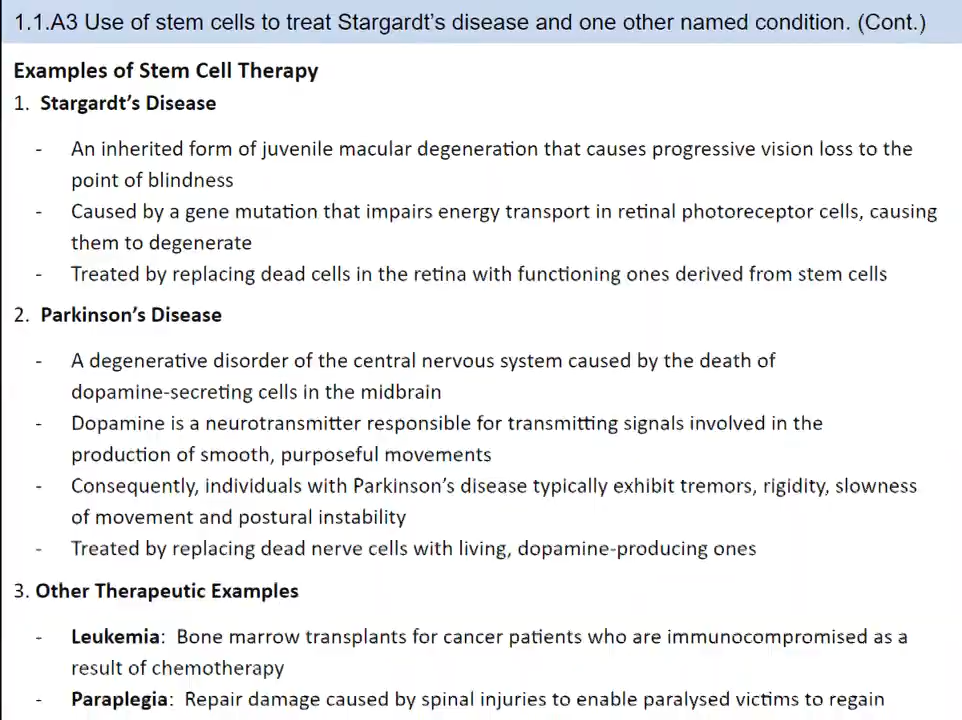 1.1.A3 Use of stem cells to treat Stargardt’s disease and one other named condition. (Cont.)
Examples of Stem Cell Therapy
1. Stargardt’s Disease
- An inherited form of juvenile macular degeneration that causes progressive vision loss to the
point of blindness
- Caused by a gene mutation that impairs energy transport in retinal photoreceptor cells, causing
them to degenerate
- Treated by replacing dead cells in the retina with functioning ones derived from stem cells
2. Parkinson’s Disease
- A degenerative disorder of the central nervous system caused by the death of
dopamine-secreting cells in the midbrain
- Dopamine is a neurotransmitter responsible for transmitting signals involved in the
production of smooth, purposeful movements
- Consequently, individuals with Parkinson’s disease typically exhibit tremors, rigidity, slowness
of movement and postural instability
- Treated by replacing dead nerve cells with living, dopamine-producing ones
3. Other Therapeutic Examples
- Leukemia: Bone marrow transplants for cancer patients who are immunocompromised as a
result of chemotherapy
- Paraplegia: Repair damage caused by spinal injuries to enable paralysed victims to regain